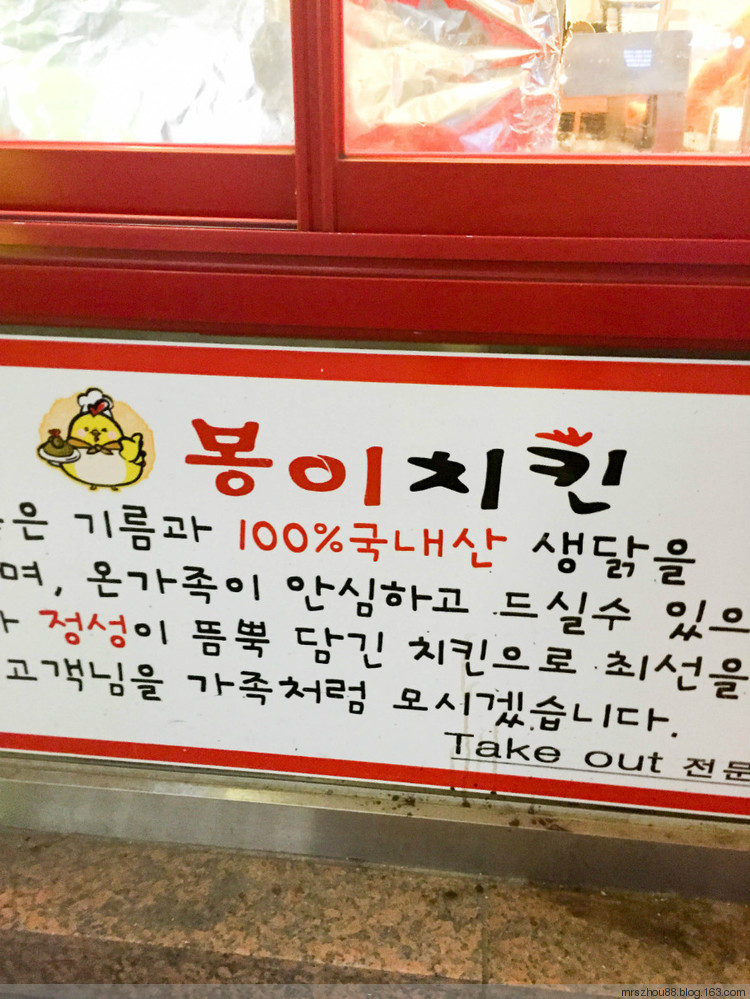 봉이치킨
은 기름과 100%국내산 생닭을
며, 온가족이 안심하고 드실수 있으
정성이 뜸뿍 담긴 치킨으로 최선을
고객님을 가족처럼 모시겠습니다.
Take out 전문
mrszhou88.blog.163.com